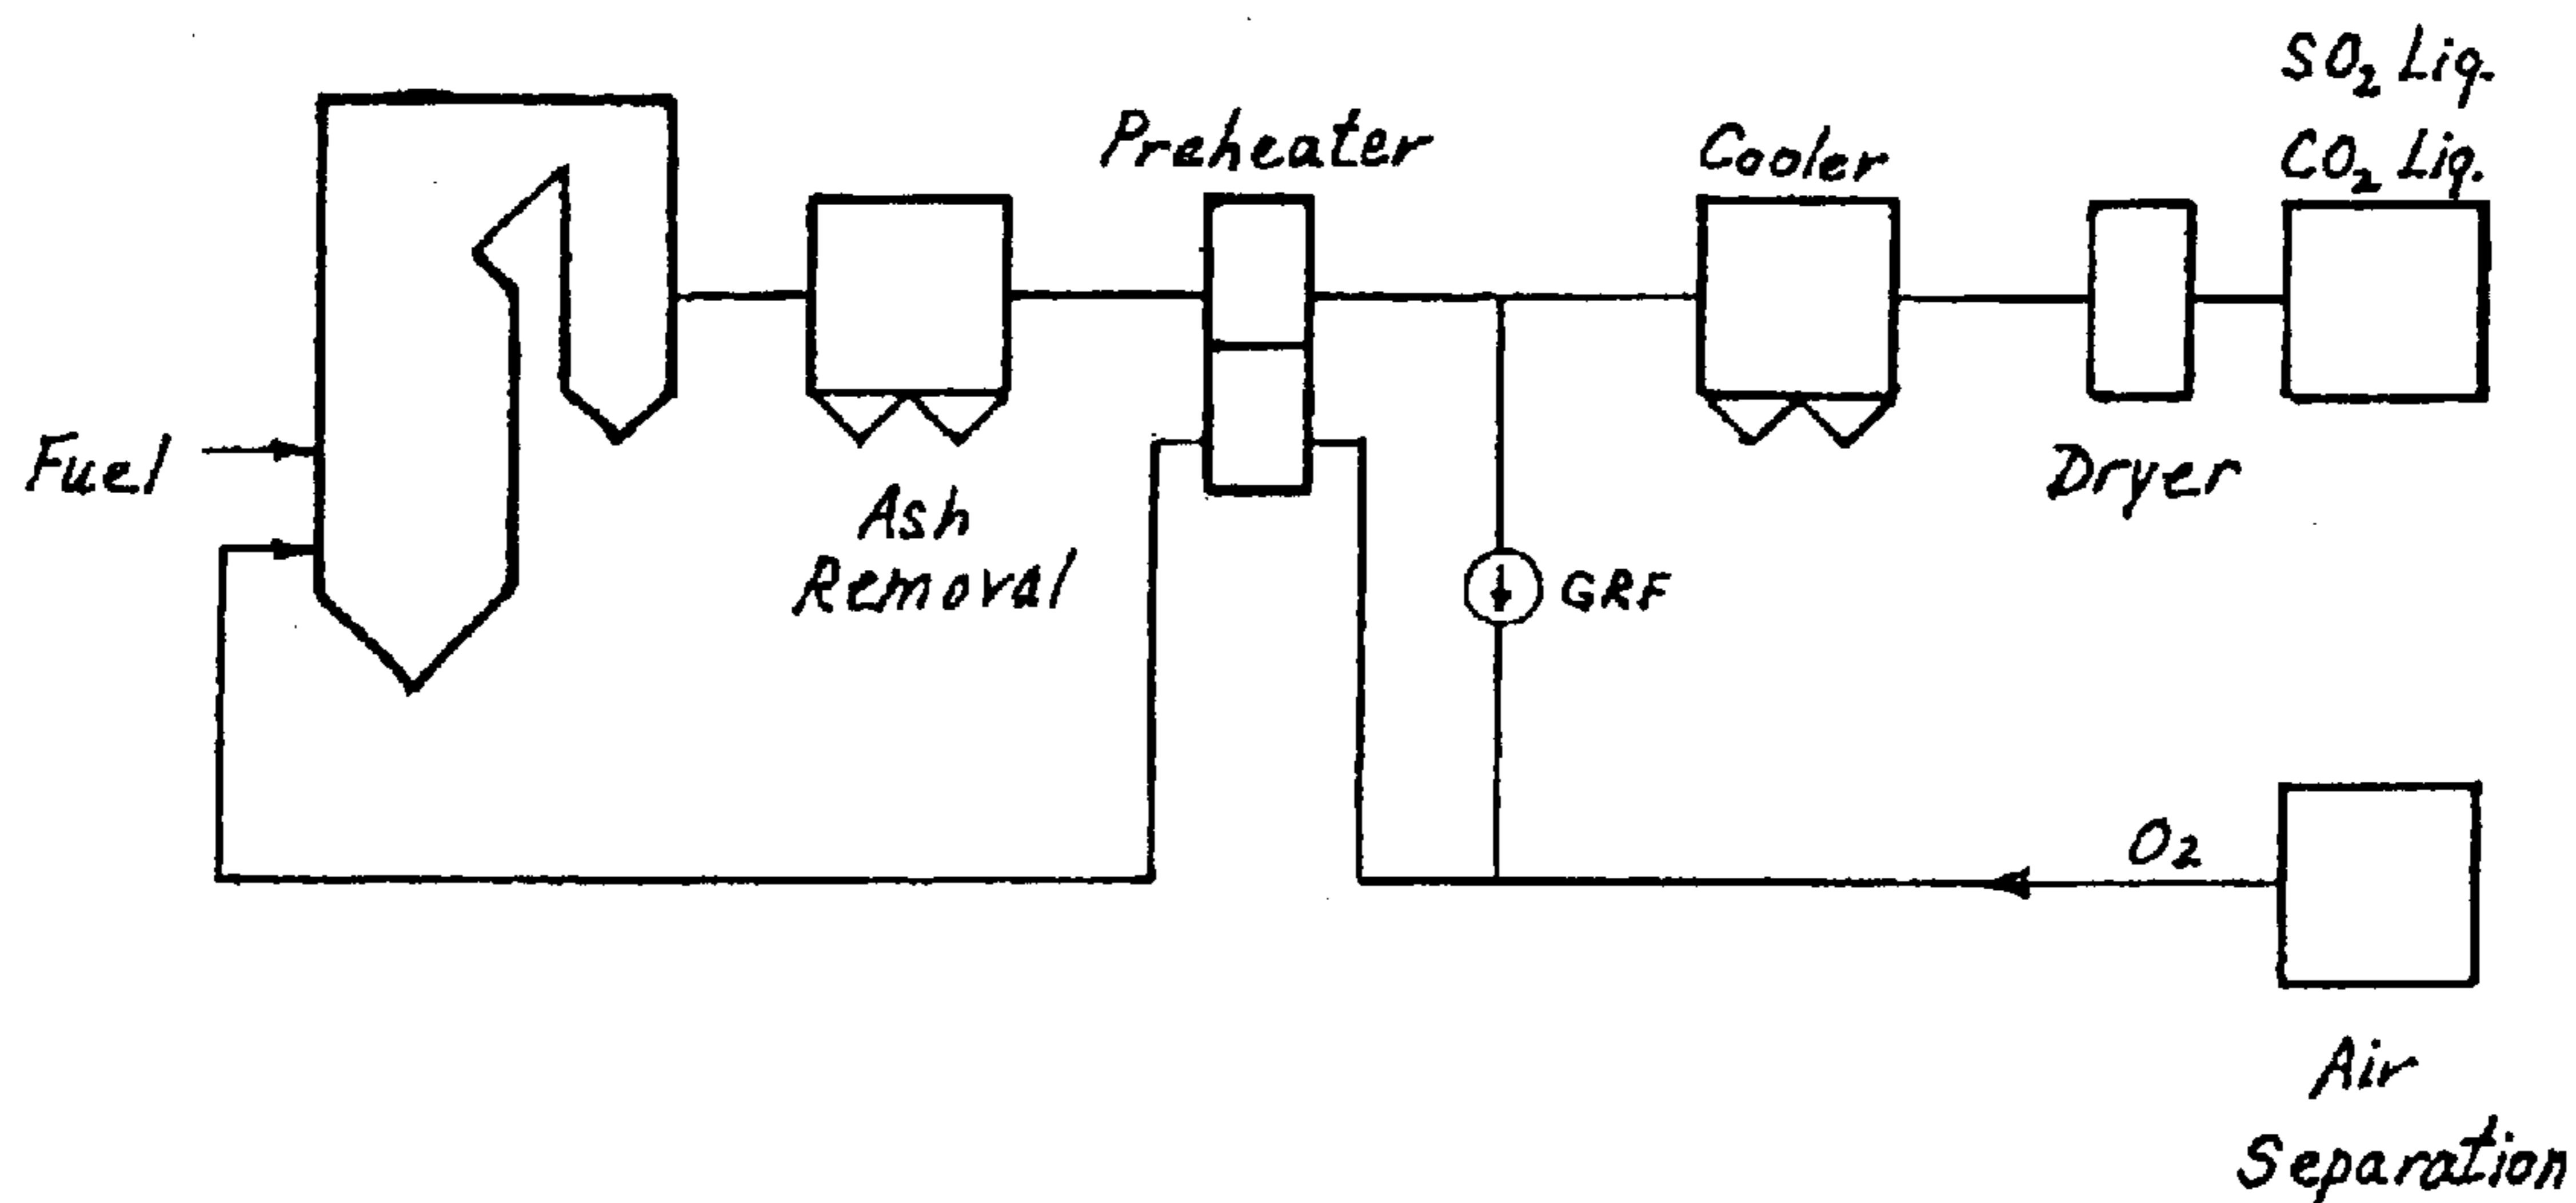 SO₂ Liq.
CO₂ Liq.
Preheater
Cooler
Fuel
Ash
Removal
Dryer
GRF
O₂
Air
Separation